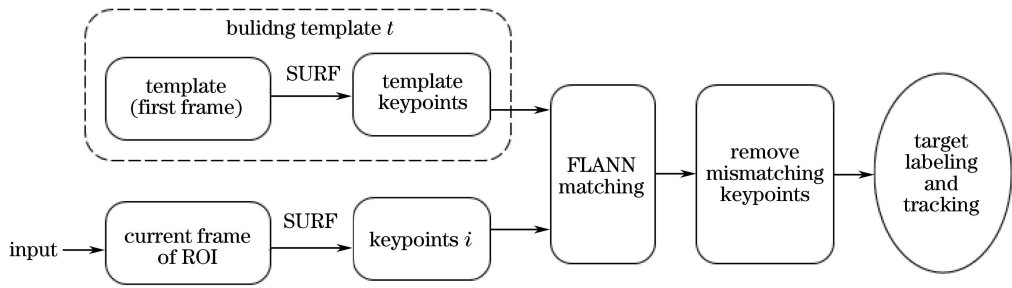 bulidng template t
template
(first frame)
SURF
template
keypoints
input
current frame
of ROI
SURF
keypoints i
FLANN
matching
remove
mismatching
keypoints
target
labeling
and
tracking